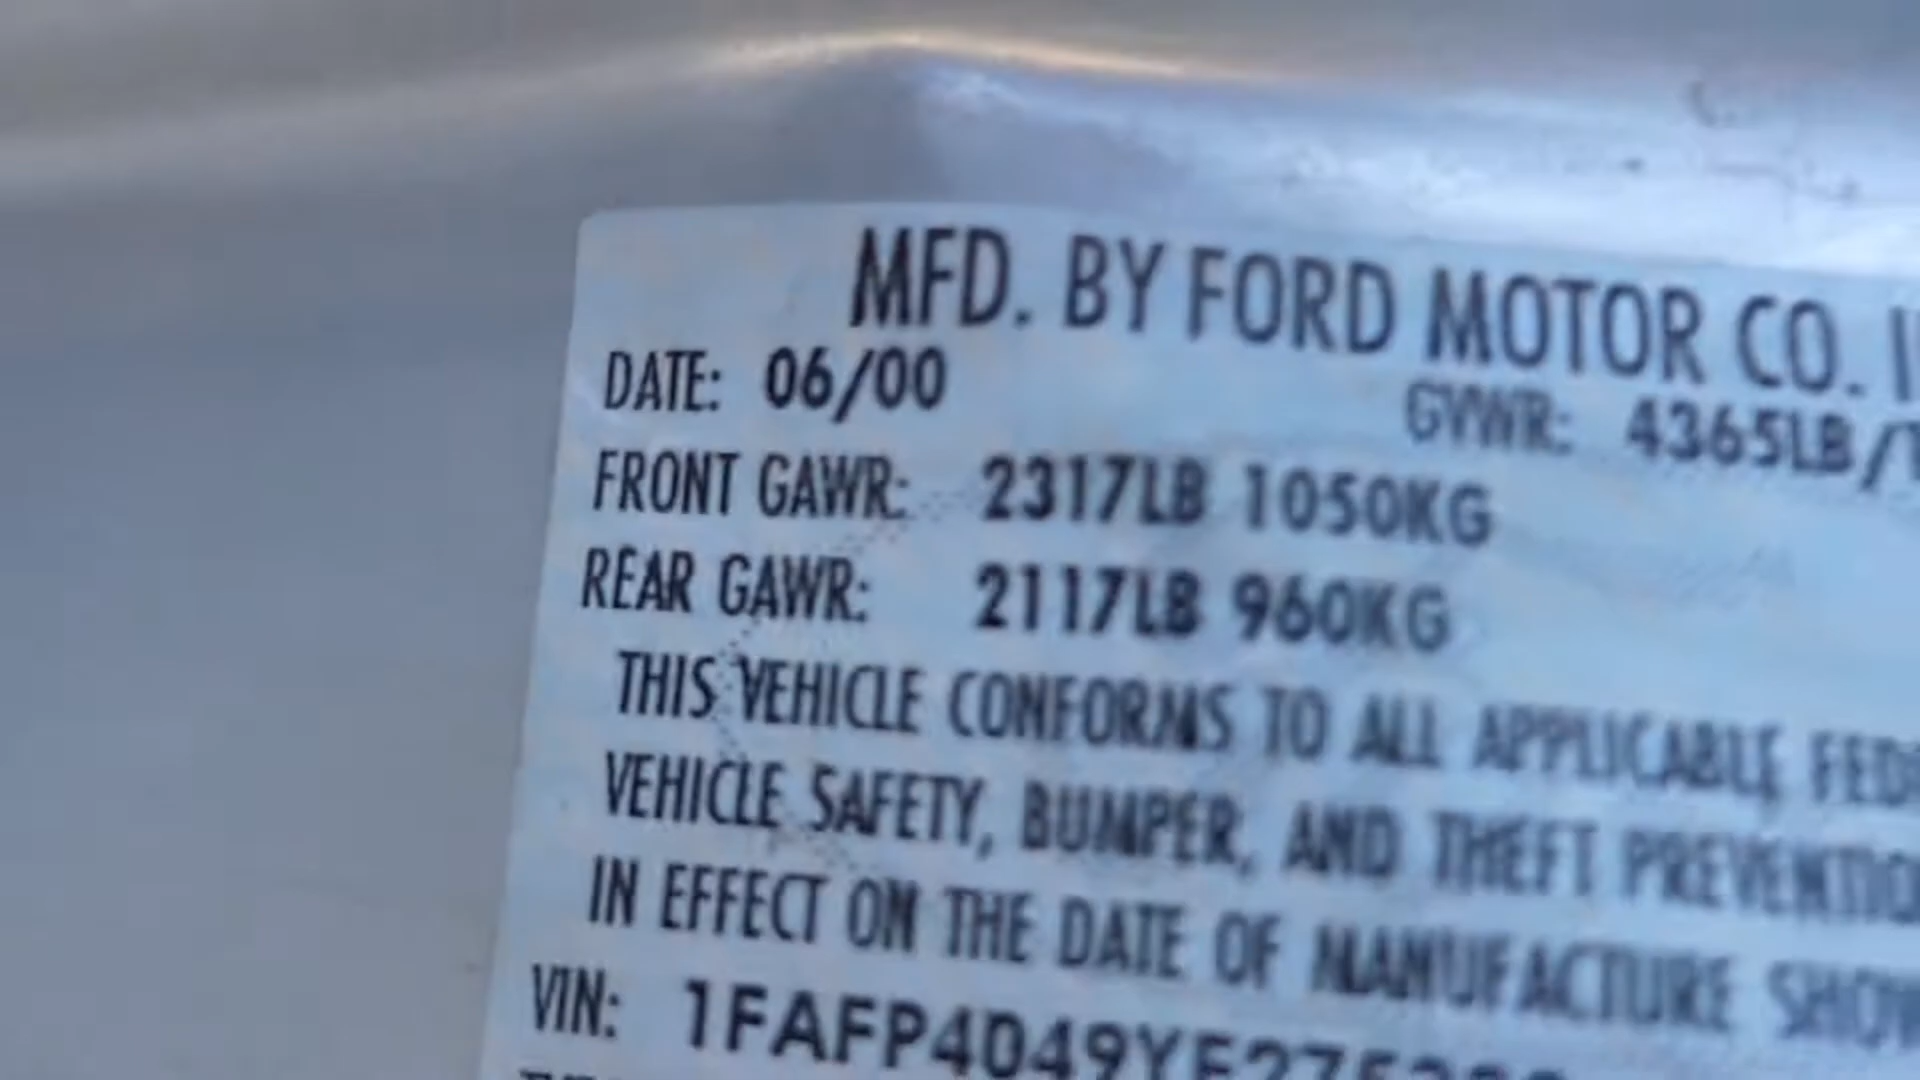 MFD. BY FORD MOTOR CO.
DATE: 06/00
GVWR: 4365LB/
FRONT GAWR: 2317LB 1050KG
REAR GAWR: 2117LB 960KG
THIS VEHICLE CONFORMS TO ALL APPLICABLE
VEHICLE SAFETY, BUMPER, AND THEFT
IN EFFECT ON THE DATE OF MANUFACTURE
VIN: